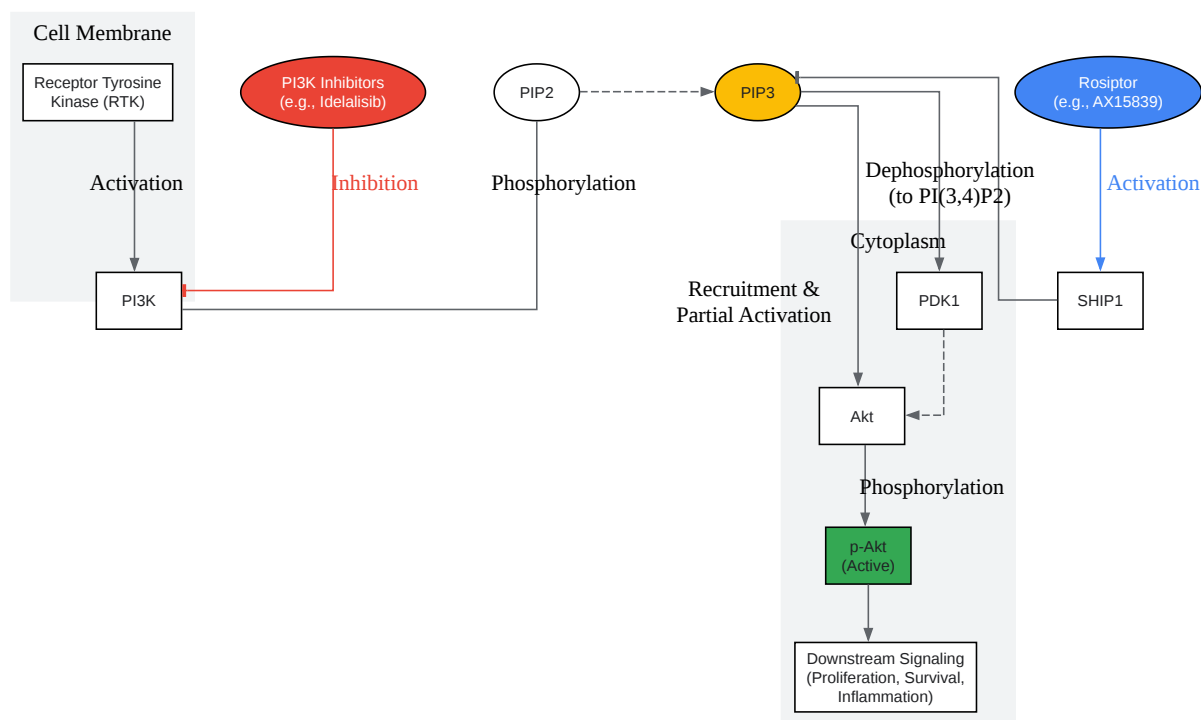 Cell Membrane
Receptor Tyrosine
Kinase (RTK)
PI3K Inhibitors
(e.g., Idelalisib)
PIP2
PIP3
Rosiptor
(e.g., AX15839)
Activation
Inhibition
Phosphorylation
Dephosphorylation
(to PI(3,4)P2)
Activation
Cytoplasm
PI3K
Recruitment &
Partial Activation
PDK1
SHIP1
Akt
Phosphorylation
p-Akt
(Active)
Downstream Signaling
(Proliferation, Survival,
Inflammation)